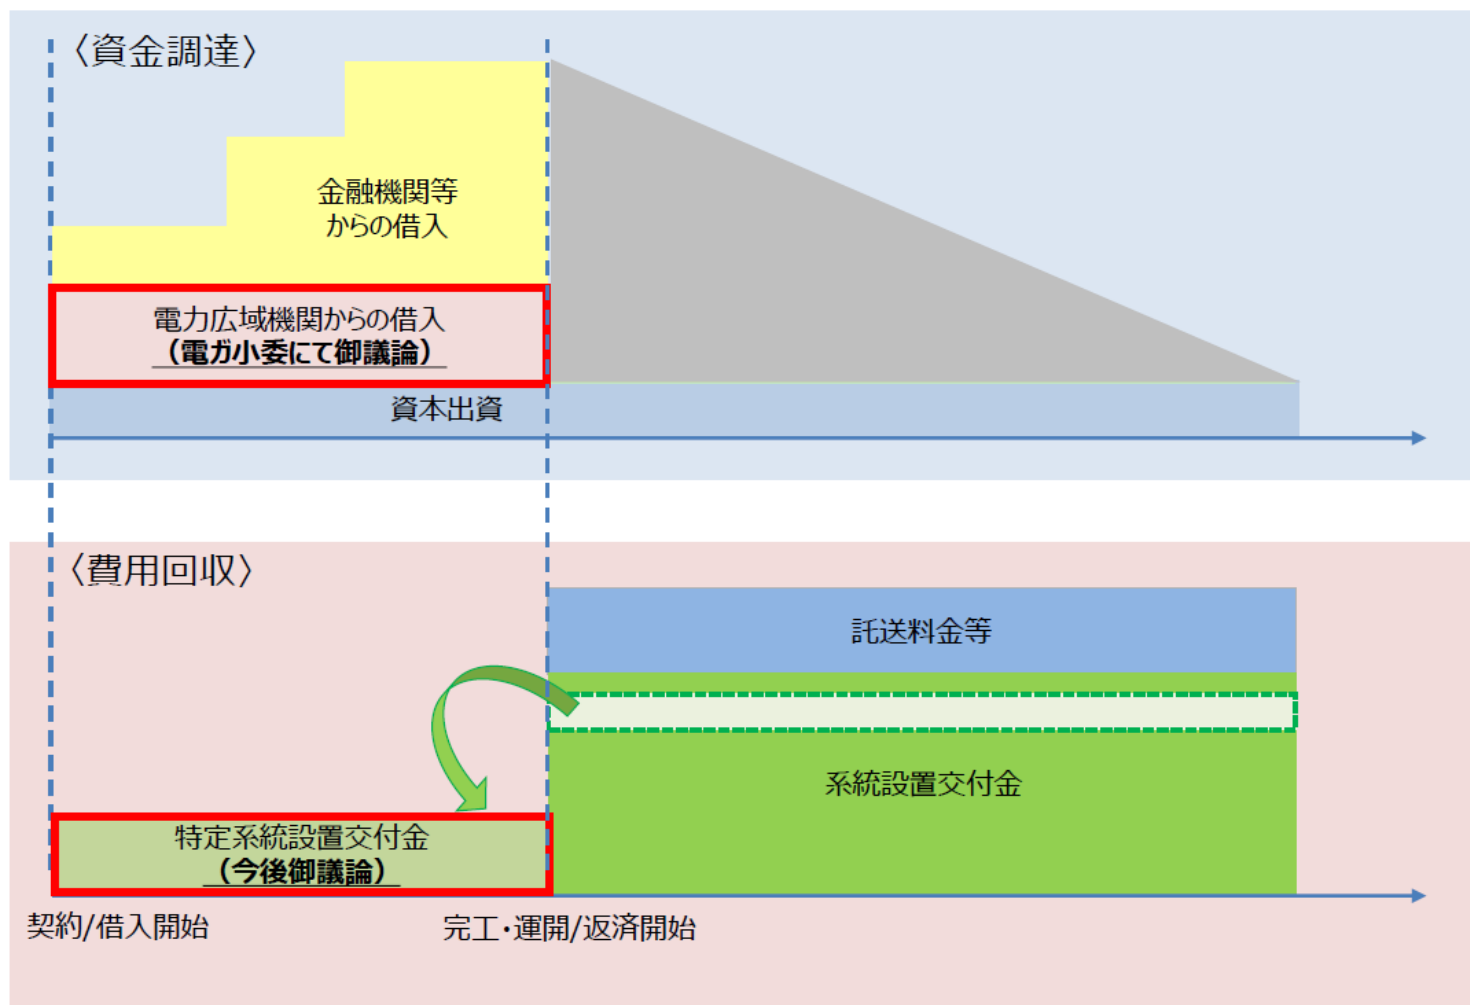 〈資金調達〉
金融機関等
からの借入
電力広域機関からの借入
（電ガ小委にて御議論）
資本出資
〈費用回収〉
託送料金等
系統設置交付金
特定系統設置交付金
（今後御議論）
契約/借入開始
完工・運開/返済開始